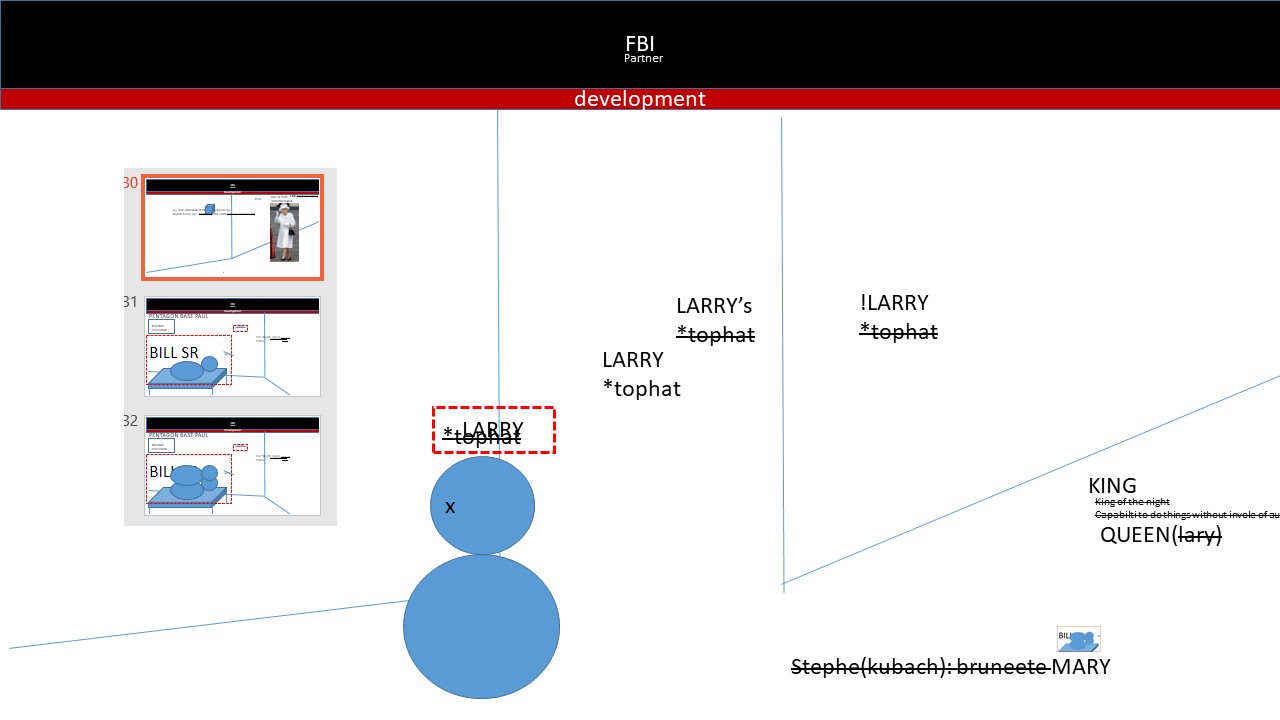 FBI
Partner
development
30
31
PENTAGON BASE PAUL
BILL SR
32
PENTAGON BASE PAUL
BILL
LARRY's
*tophat
!LARRY
*tophat
LARRY
*tophat
LARRY
*tophat
x
KING
King of the night
Capabilti to do things without invole of au
QUEEN(lary)
BILL
Stephe(kubach): bruneete MARY